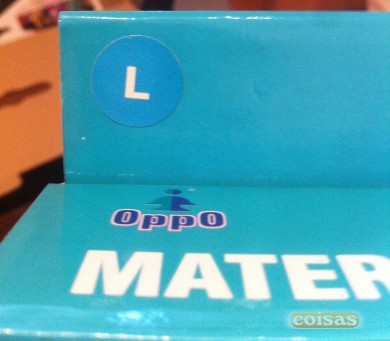 L
OppO
MATER
coisas